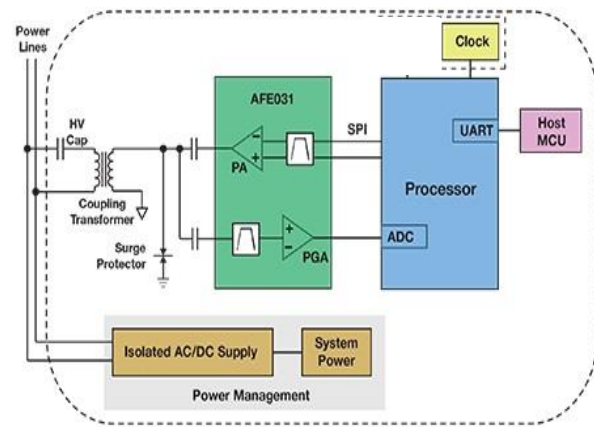 Power
Lines
HV
Cap
Coupling
Transformer
Surge
Protector
AFE031
-
+
PA
+
-
PGA
SPI
Clock
UART
Host
MCU
Processor
ADC
Isolated AC/DC Supply
System
Power
Power Management